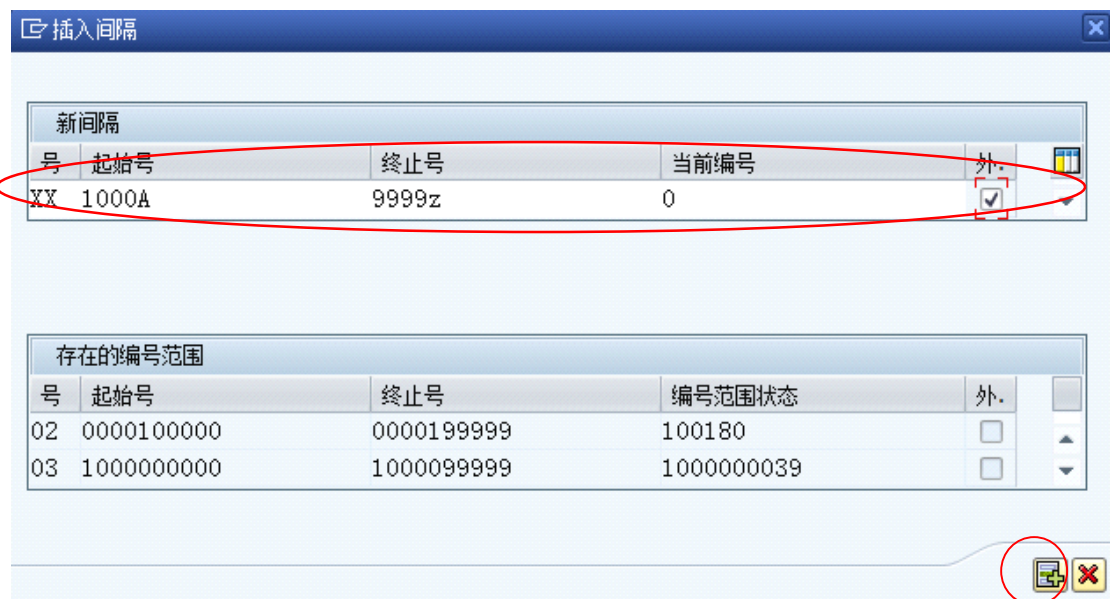 插入间隔
新间隔
号 起始号 终止号 当前编号 外.
XX 1000A 9999z 0
存在的编号范围
号 起始号 终止号 编号范围状态 外.
02 0000100000 0000199999 100180
03 1000000000 1000099999 1000000039